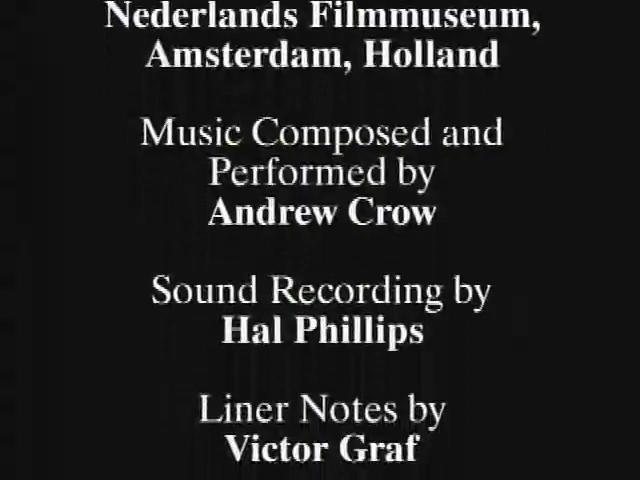 Nederlands Filmmuseum,
Amsterdam, Holland
Music Composed and
Performed by
Andrew Crow
Sound Recording by
Hal Phillips
Liner Notes by
Victor Graf